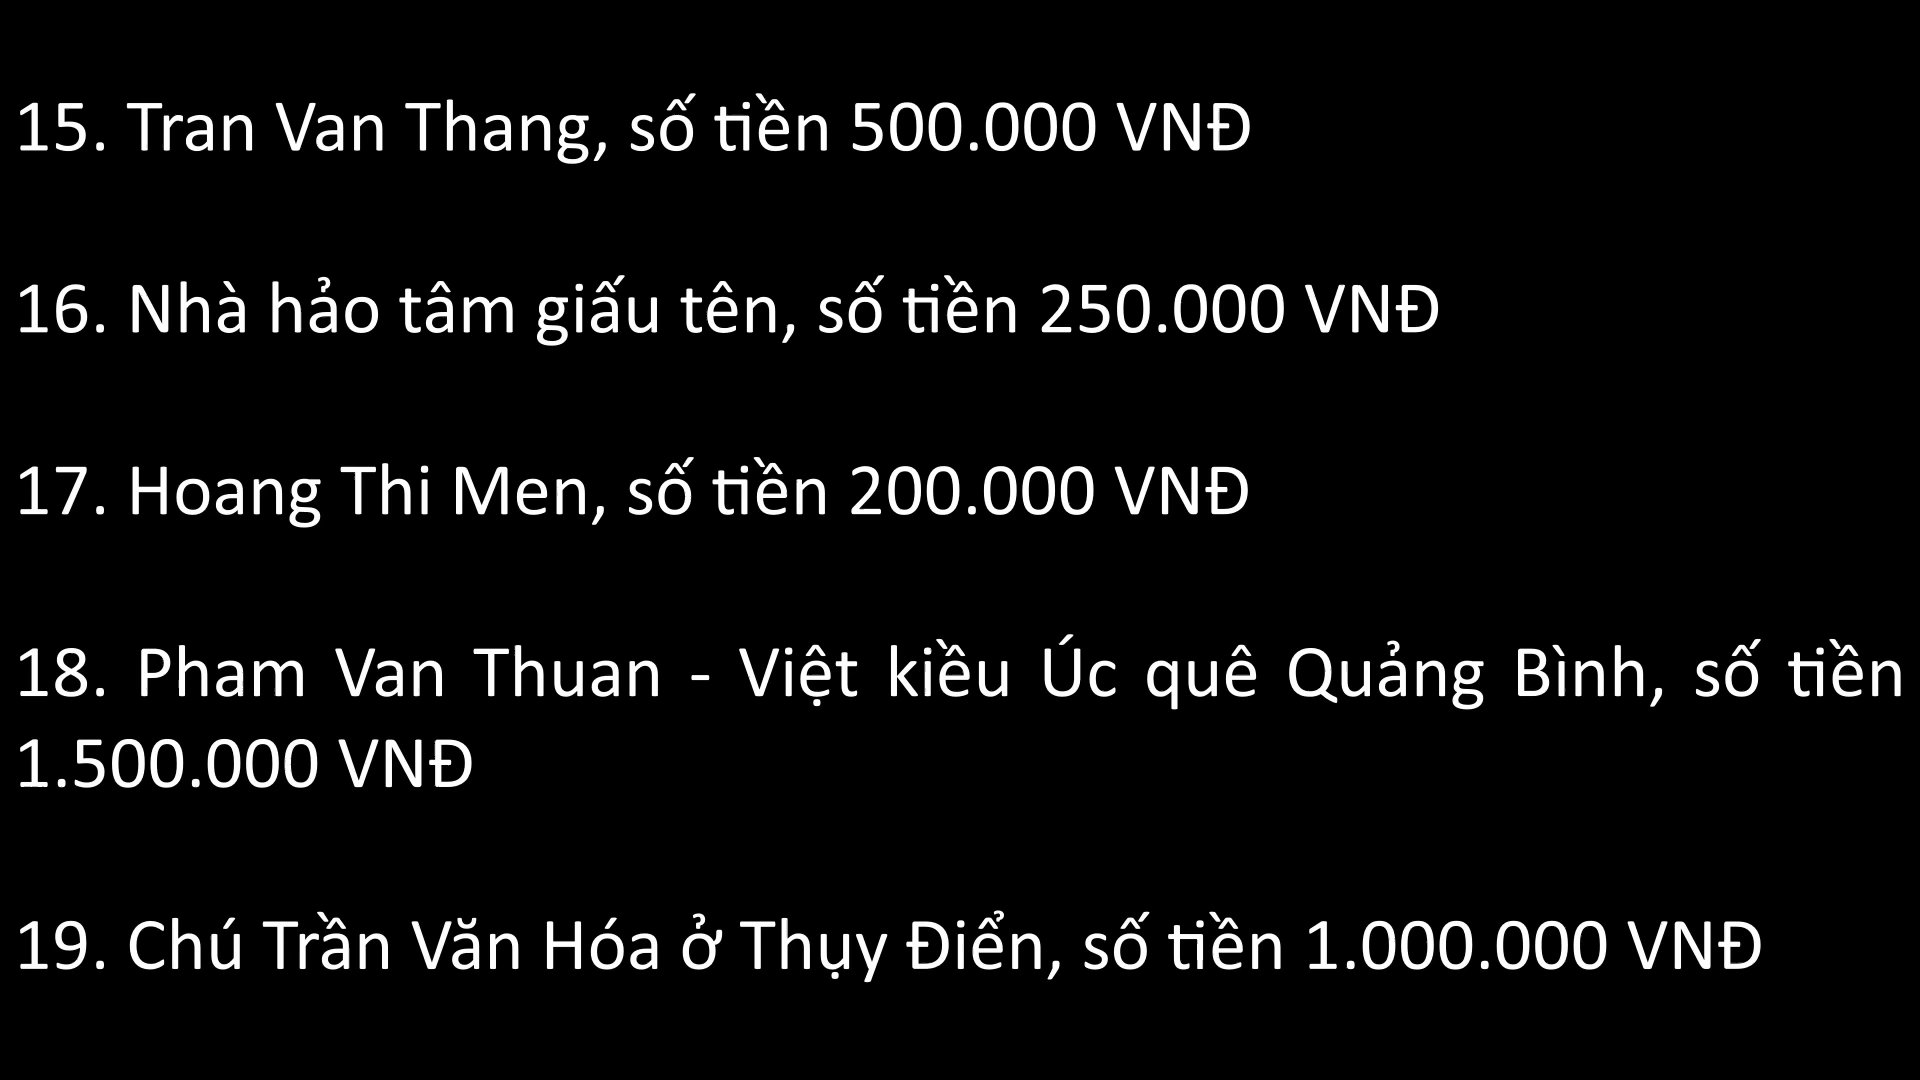 15. Tran Van Thang, số tiền 500.000 VNĐ
16. Nhà hảo tâm giấu tên, số tiền 250.000 VNĐ
17. Hoang Thi Men, số tiền 200.000 VNĐ
18. Pham Van Thuan - Việt kiều Úc quê Quảng Bình, số tiền
1.500.000 VNĐ
19. Chú Trần Văn Hóa ở Thụy Điển, số tiền 1.000.000 VNĐ